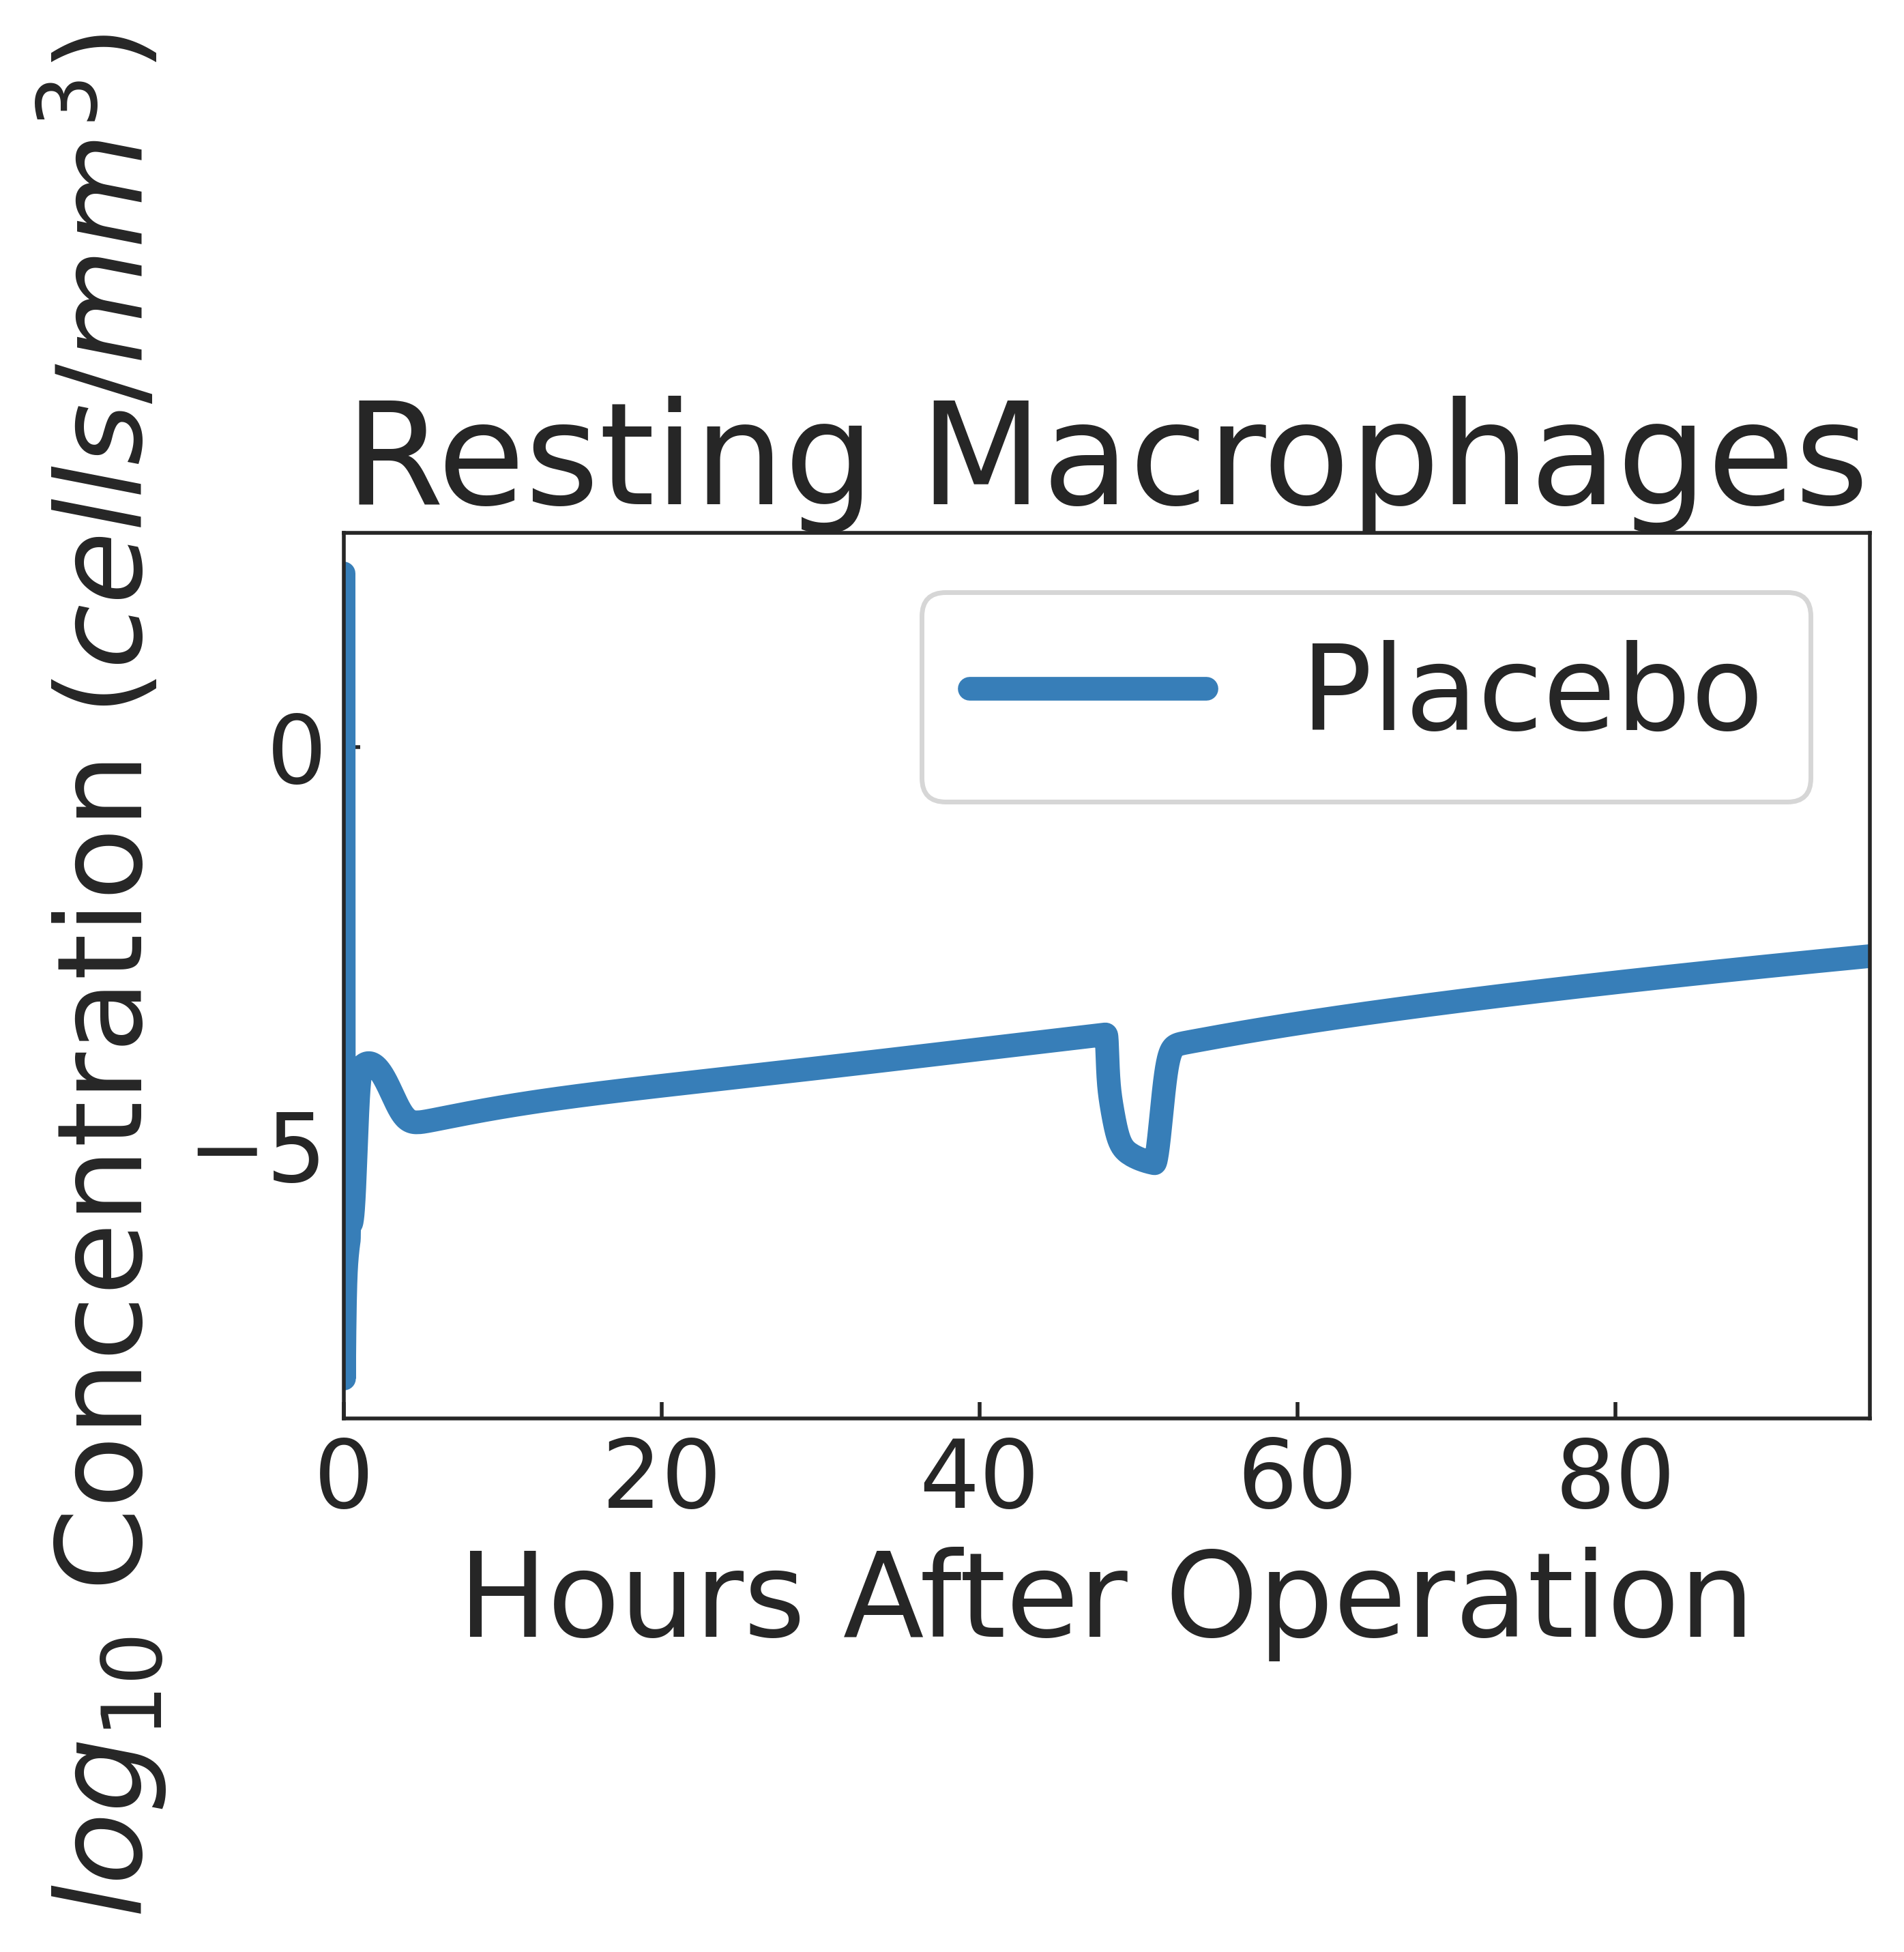 Resting Macrophages
log10 Concentration (cells/mm³)
Placebo
0
−5
0 20 40 60 80
Hours After Operation